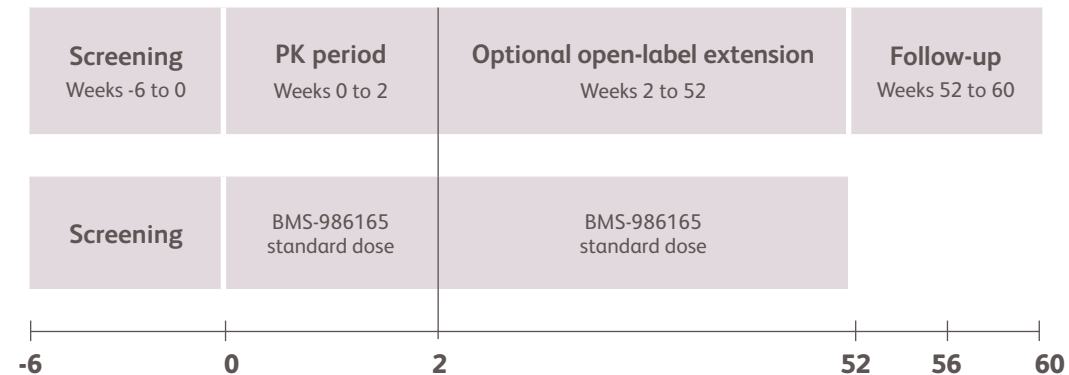 Screening
Weeks -6 to 0
PK period
Weeks 0 to 2
Optional open-label extension
Weeks 2 to 52
Follow-up
Weeks 52 to 60
Screening
BMS-986165
standard dose
BMS-986165
standard dose
-6
0
2
52
56
60